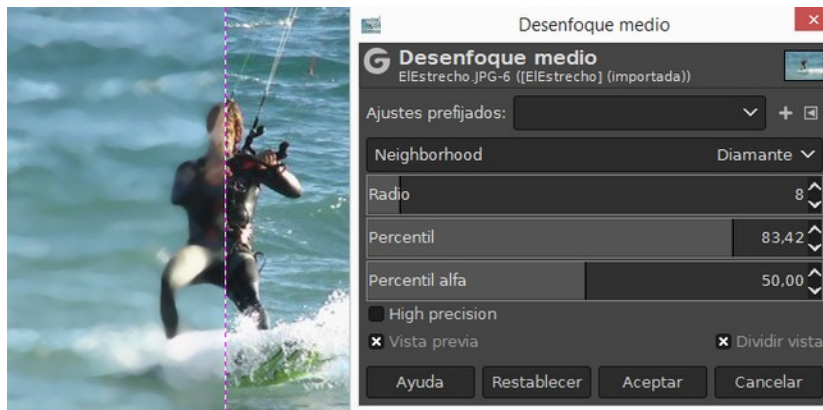 Desenfoque medio
Desenfoque medio
ElEstrecho.JPG-6 ([ElEstrecho] (importada))
Ajustes prefijados:
Neighborhood Diamante
Radio 8
Percentil 83,42
Percentil alfa 50,00
High precision
Vista previa Dividir vista
Ayuda Restablecer Aceptar Cancelar